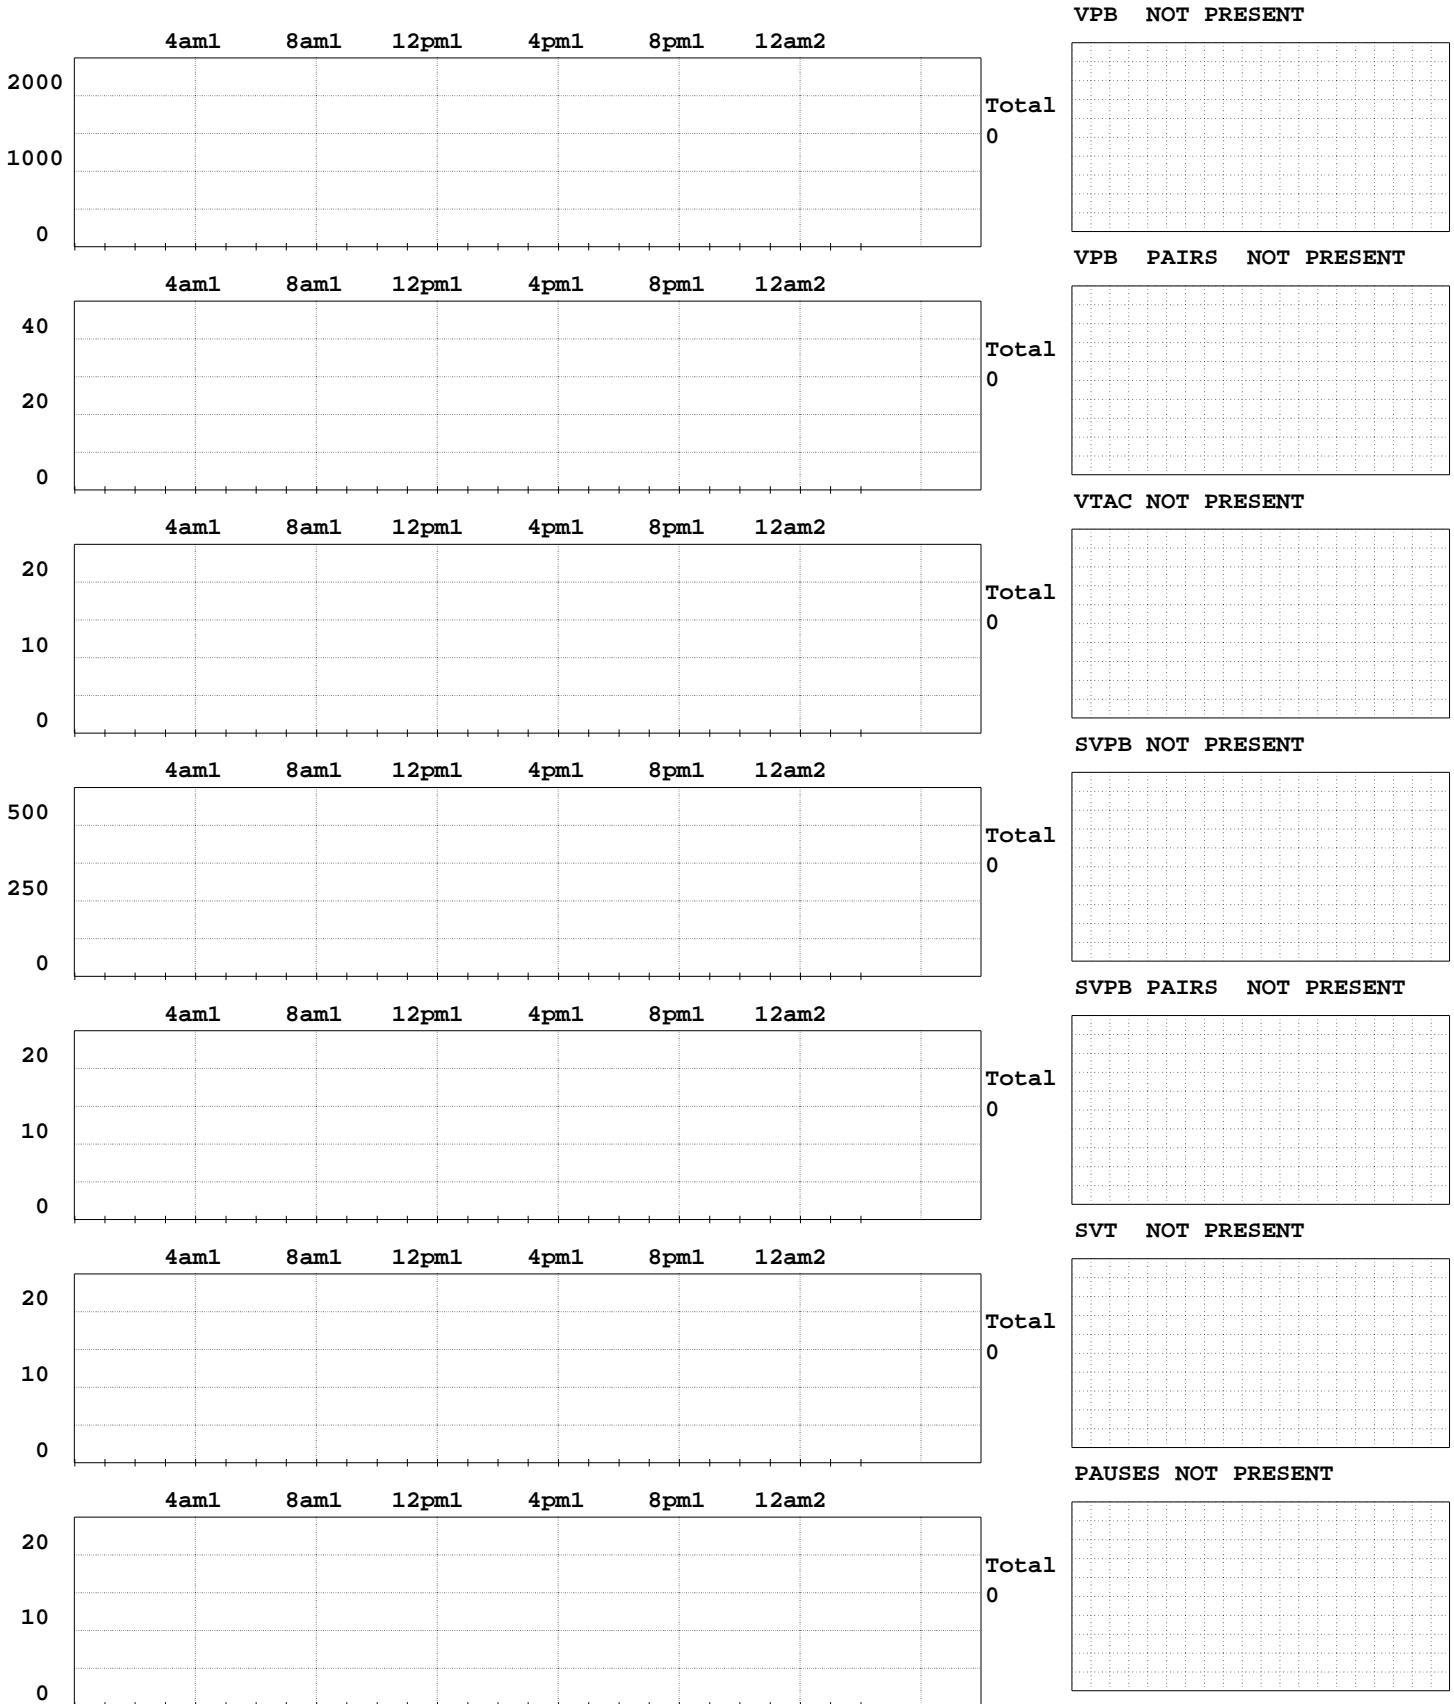 VPB  NOT PRESENT
4am1 8am1 12pm1 4pm1 8pm1 12am2
2000
Total
0
1000
0
VPB  PAIRS  NOT PRESENT
4am1 8am1 12pm1 4pm1 8pm1 12am2
40
Total
0
20
0
VTAC NOT PRESENT
4am1 8am1 12pm1 4pm1 8pm1 12am2
20
Total
0
10
0
SVPB NOT PRESENT
4am1 8am1 12pm1 4pm1 8pm1 12am2
500
Total
0
250
0
SVPB PAIRS  NOT PRESENT
4am1 8am1 12pm1 4pm1 8pm1 12am2
20
Total
0
10
0
SVT  NOT PRESENT
4am1 8am1 12pm1 4pm1 8pm1 12am2
20
Total
0
10
0
PAUSES NOT PRESENT
4am1 8am1 12pm1 4pm1 8pm1 12am2
20
Total
0
10
0